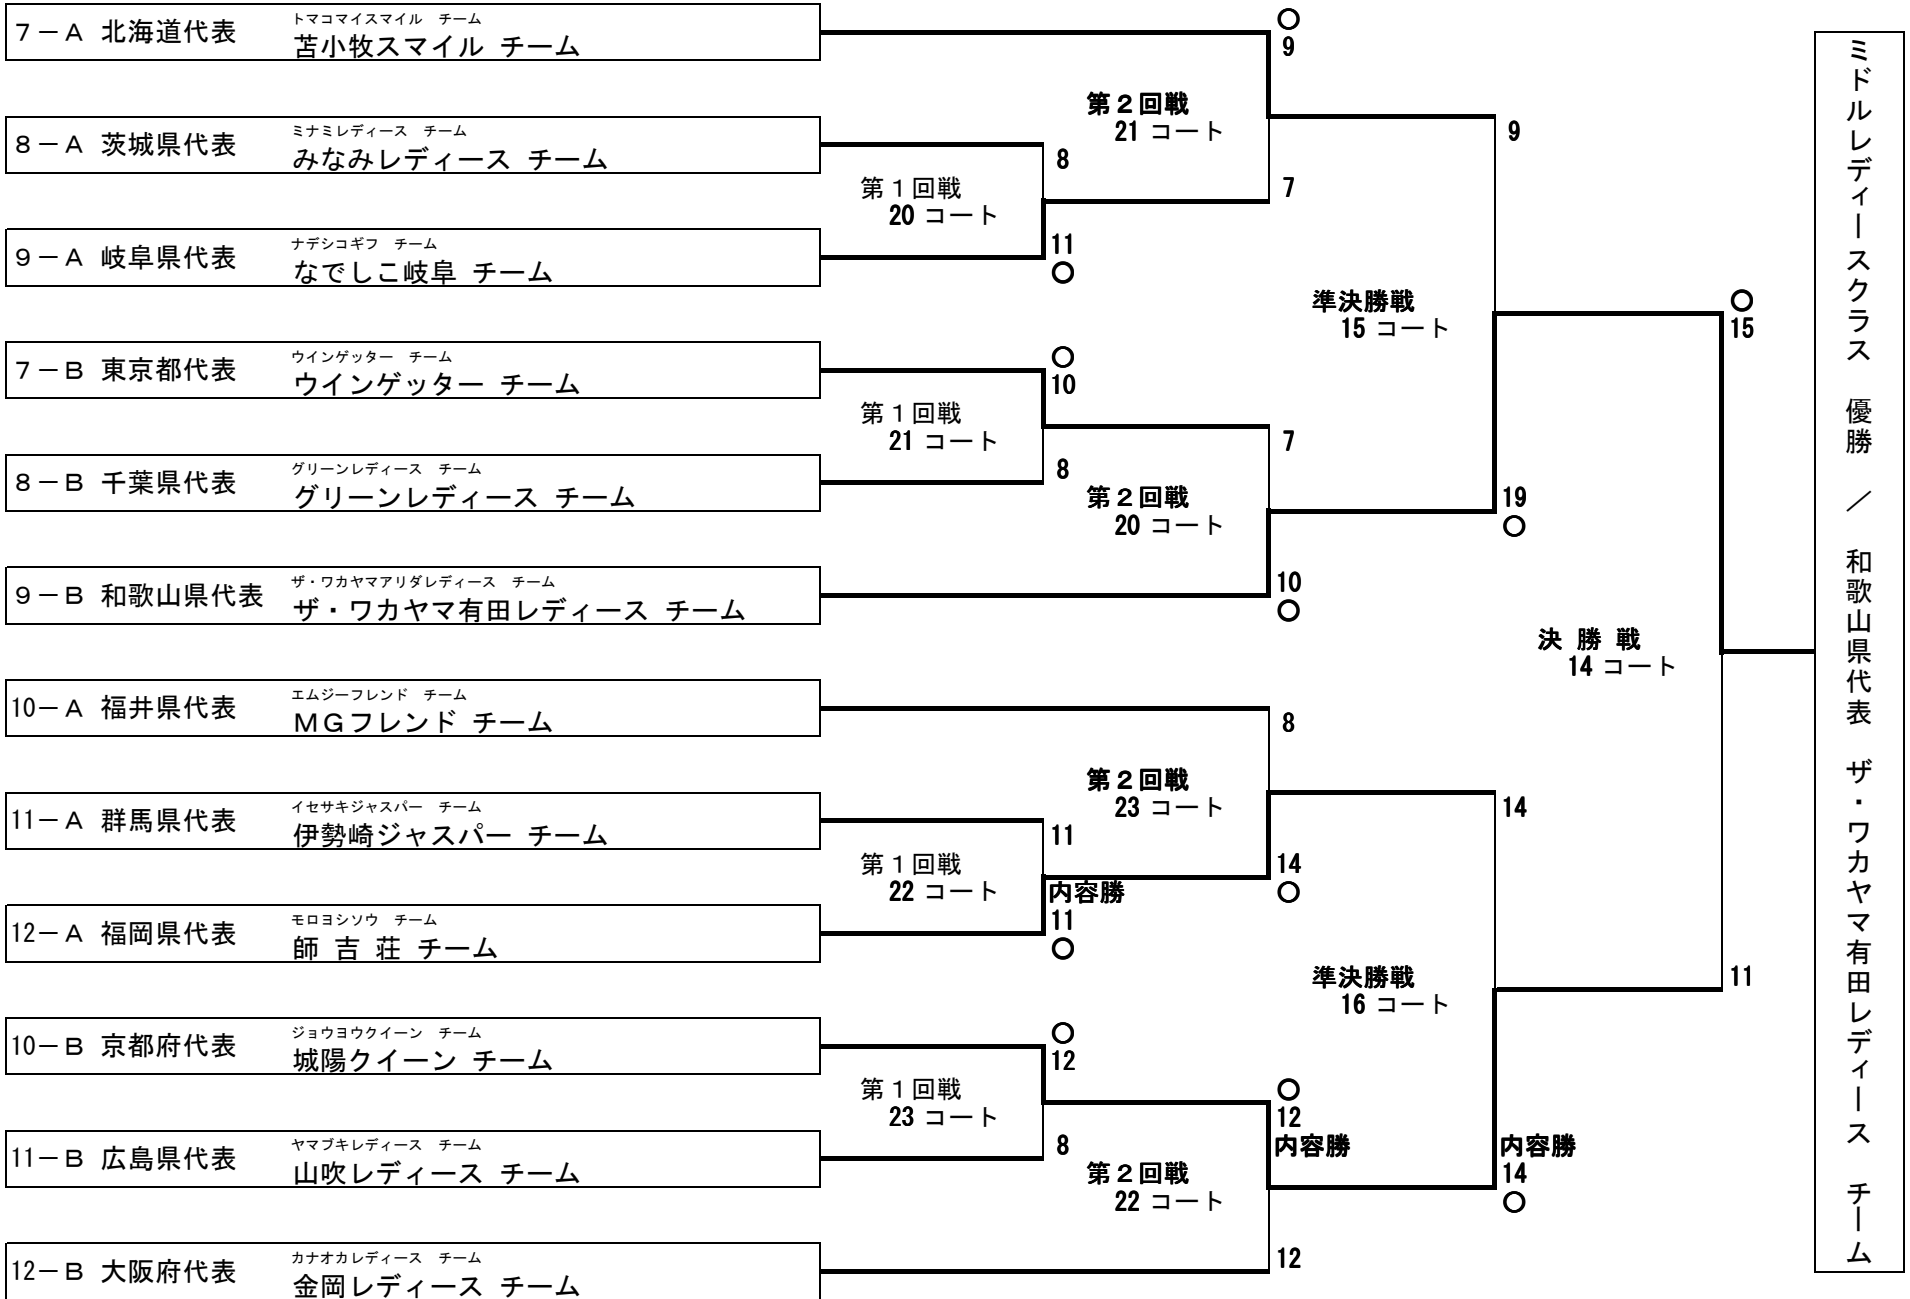 トマコマイスマイル　チーム
７－Ａ 北海道代表 苫小牧スマイル チーム
ミナミレディース　チーム
８－Ａ 茨城県代表 みなみレディース チーム
ナデシコギフ　チーム
９－Ａ 岐阜県代表 なでしこ岐阜 チーム
ウインゲッター　チーム
７－Ｂ 東京都代表 ウインゲッター チーム
グリーンレディース　チーム
８－Ｂ 千葉県代表 グリーンレディース チーム
ザ・ワカヤマアリダレディース　チーム
９－Ｂ 和歌山県代表 ザ・ワカヤマ有田レディース チーム
エムジーフレンド　チーム
10－Ａ 福井県代表 ＭＧフレンド チーム
イセサキジャスパー　チーム
11－Ａ 群馬県代表 伊勢崎ジャスパー チーム
モロヨシソウ　チーム
12－Ａ 福岡県代表 師 吉 荘 チーム
ジョウヨウクイーン　チーム
10－Ｂ 京都府代表 城陽クイーン チーム
ヤマブキレディース　チーム
11－Ｂ 広島県代表 山吹レディース チーム
カナオカレディース　チーム
12－Ｂ 大阪府代表 金岡レディース チーム
8
第１回戦
20 コート
11
○
○
10
第１回戦
21 コート
8
11
第１回戦
22 コート
内容勝
11
○
○
12
第１回戦
23 コート
8
○
9
第２回戦
21 コート
7
7
第２回戦
20 コート
10
○
8
第２回戦
23 コート
14
○
○
12
内容勝
第２回戦
22 コート
12
9
準決勝戦
15 コート
19
○
14
準決勝戦
16 コート
内容勝
14
○
○
15
決 勝 戦
14 コート
11
ミドルレディースクラス　優勝　／　和歌山県代表　ザ・ワカヤマ有田レディース　チーム